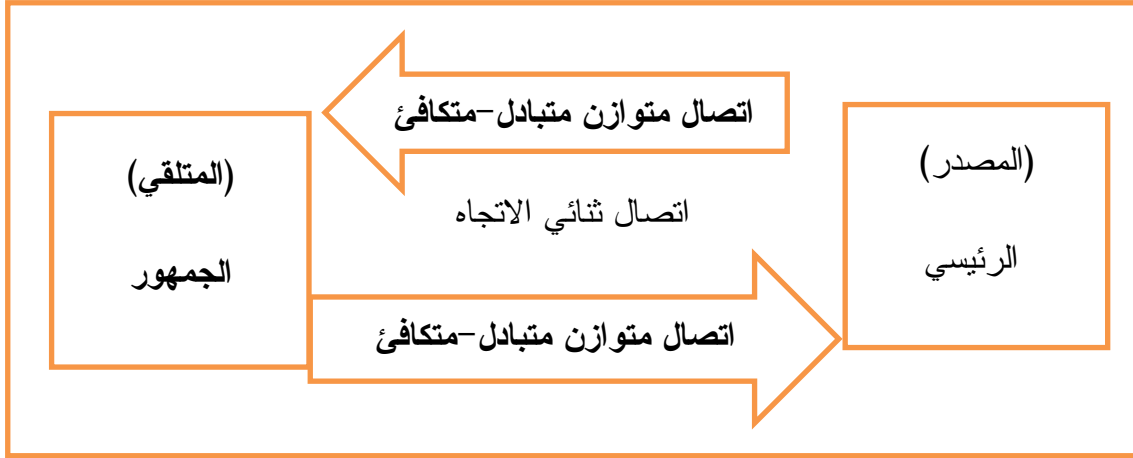 اتصال متوازن متبادل-متكافئ
(المصدر)
الرئيسي
اتصال ثنائي الاتجاه
(المتلقي)
الجمهور
اتصال متوازن متبادل-متكافئ